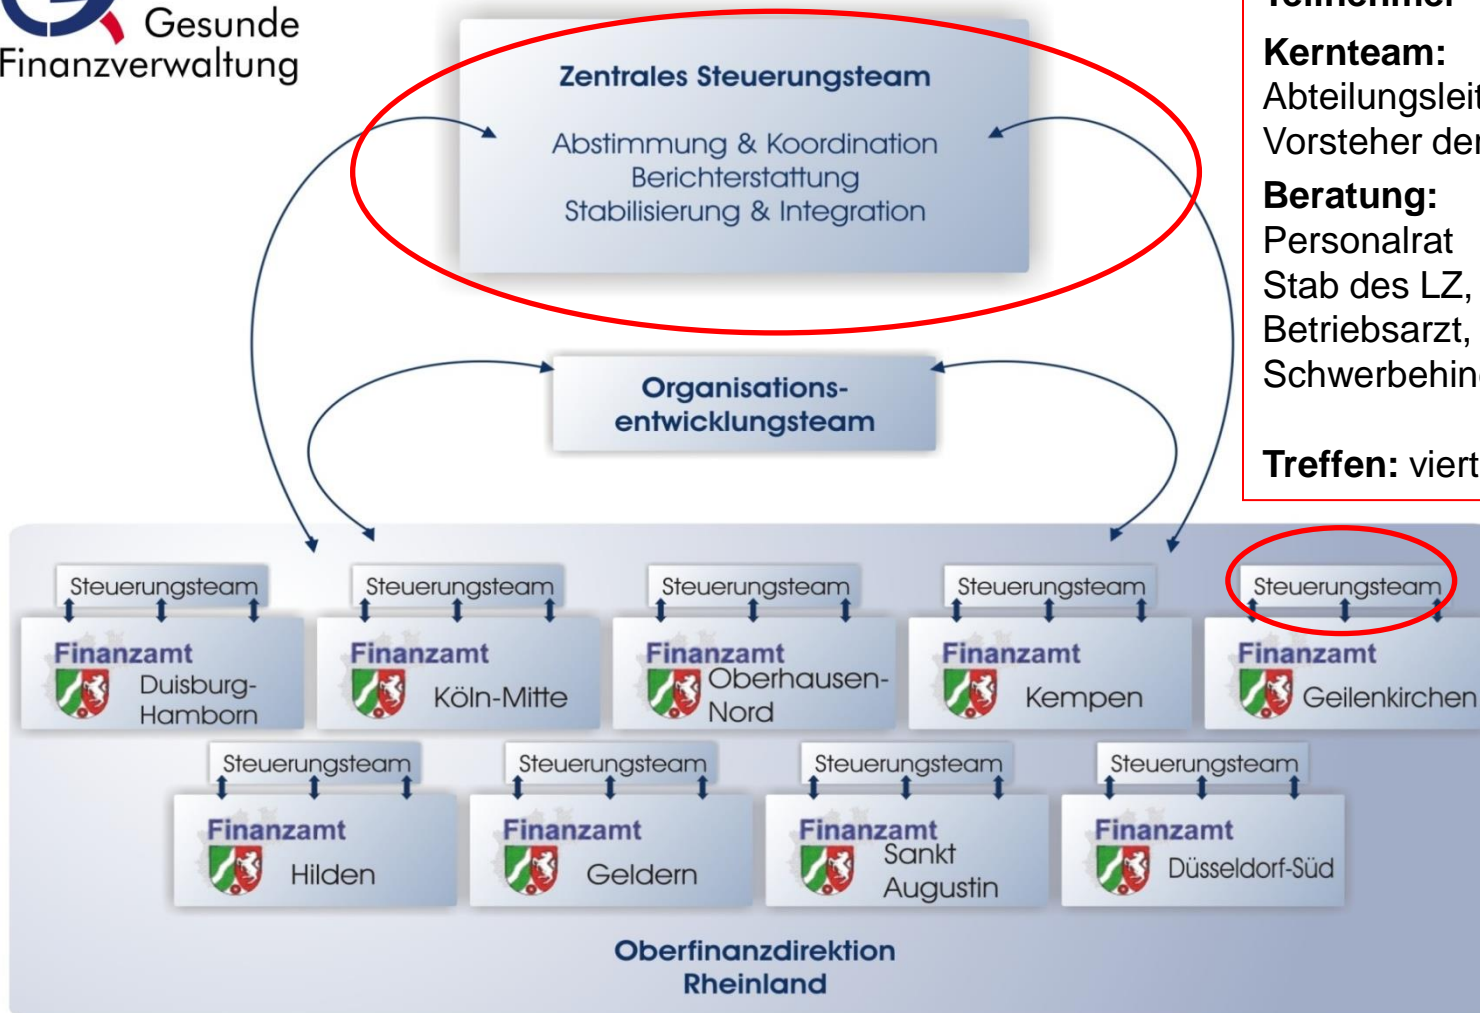 Gesunde
Finanzverwaltung
Zentrales Steuerungsteam
Abstimmung & Koordination
Berichterstattung
Stabilisierung & Integration
Organisations-
entwicklungsteam
Kernteam:
Vorsteher
Beratung:
Personalrat
Stab des LZ,
Betriebsarzt,
Treffen:
Steuerungsteam
Steuerungsteam
Steuerungsteam
Steuerungsteam
Steuerungsteam
Finanzamt
Duisburg-
Hamborn
Finanzamt
Köln-Mitte
Finanzamt
Oberhausen-
Nord
Finanzamt
Kempen
Finanzamt
Geilenkirchen
Steuerungsteam
Steuerungsteam
Steuerungsteam
Steuerungsteam
Finanzamt
Hilden
Finanzamt
Geldern
Finanzamt
Sankt
Augustin
Finanzamt
Düsseldorf-Süd
Oberfinanzdirektion
Rheinland